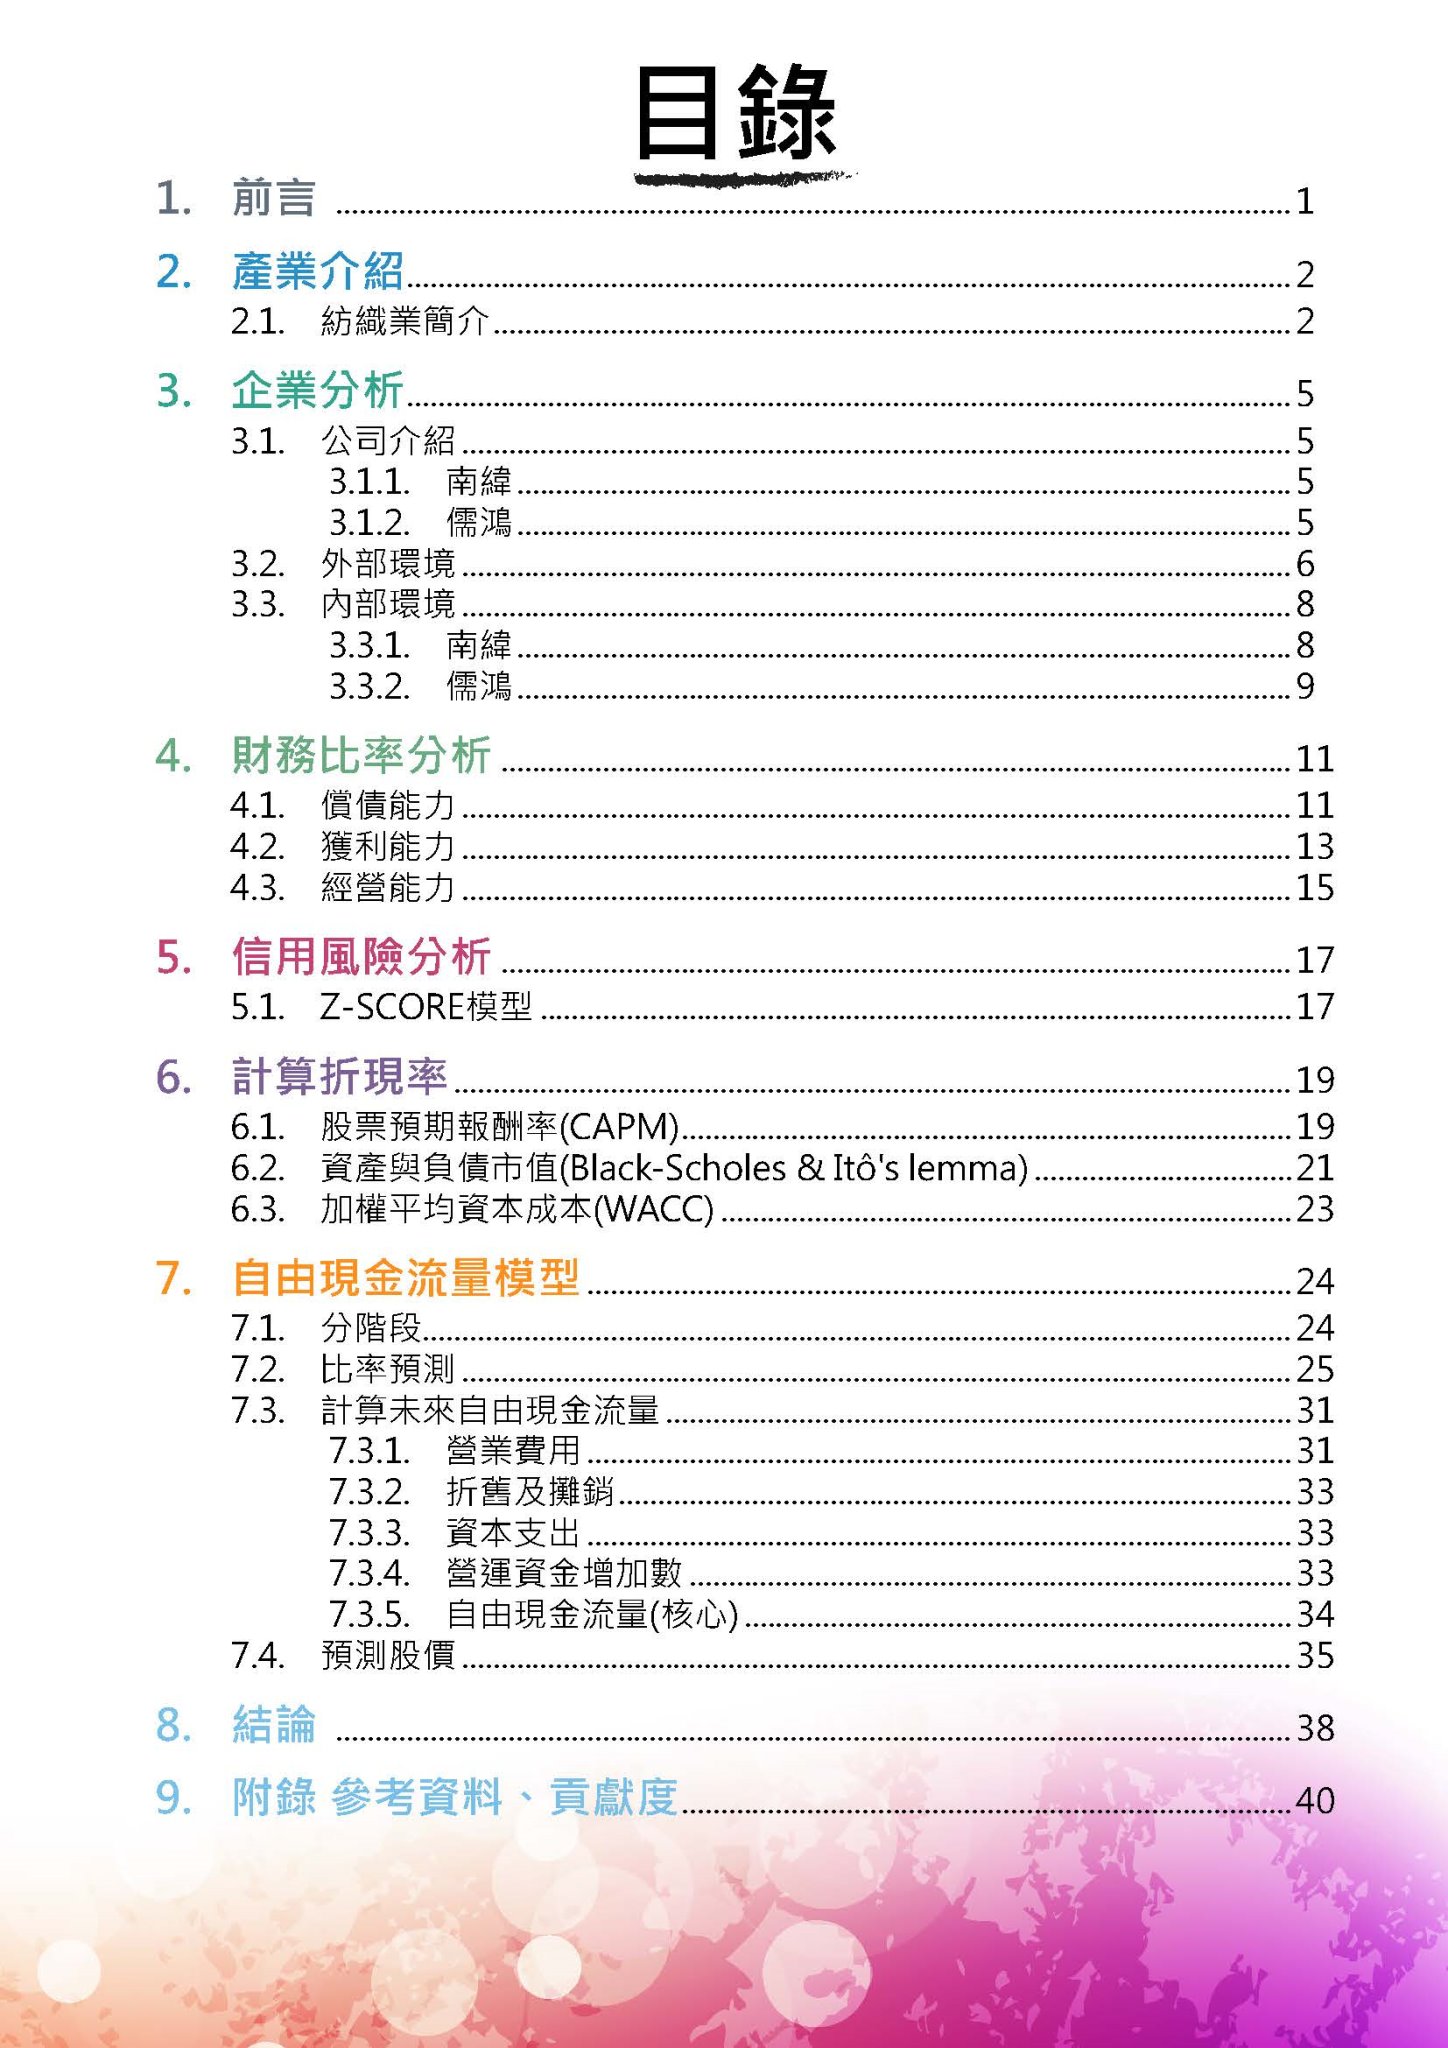 目錄
1. 前言 ........ 1
2. 產業介紹 ........ 2
2.1. 紡織業簡介 ........ 2
3. 企業分析 ........ 5
3.1. 公司介紹 ........ 5
3.1.1. 南緯 ........ 5
3.1.2. 儒鴻 ........ 5
3.2. 外部環境 ........ 6
3.3. 內部環境 ........ 8
3.3.1. 南緯 ........ 8
3.3.2. 儒鴻 ........ 9
4. 財務比率分析 ........ 11
4.1. 償債能力 ........ 11
4.2. 獲利能力 ........ 13
4.3. 經營能力 ........ 15
5. 信用風險分析 ........ 17
5.1. Z-SCORE模型 ........ 17
6. 計算折現率 ........ 19
6.1. 股票預期報酬率(CAPM) ........ 19
6.2. 資產與負債市值(Black-Scholes & Itô's lemma) ........ 21
6.3. 加權平均資本成本(WACC) ........ 23
7. 自由現金流量模型 ........ 24
7.1. 分階段 ........ 24
7.2. 比率預測 ........ 25
7.3. 計算未來自由現金流量 ........ 31
7.3.1. 營業費用 ........ 31
7.3.2. 折舊及攤銷 ........ 33
7.3.3. 資本支出 ........ 33
7.3.4. 營運資金增加數 ........ 33
7.3.5. 自由現金流量(核心) ........ 34
7.4. 預測股價 ........ 35
8. 結論 ........ 38
9. 附錄 參考資料、貢獻度 ........ 40